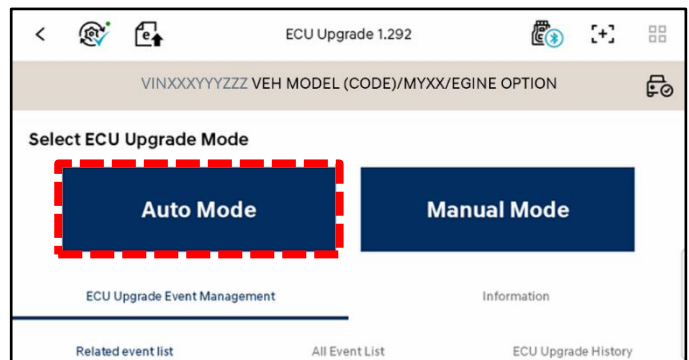 ECU Upgrade 1.292
VINXXXYYYZZZ VEH MODEL (CODE)/MYXX/EGINE OPTION
Select ECU Upgrade Mode
Auto Mode Manual Mode
ECU Upgrade Event Management Information
Related event list All Event List ECU Upgrade History